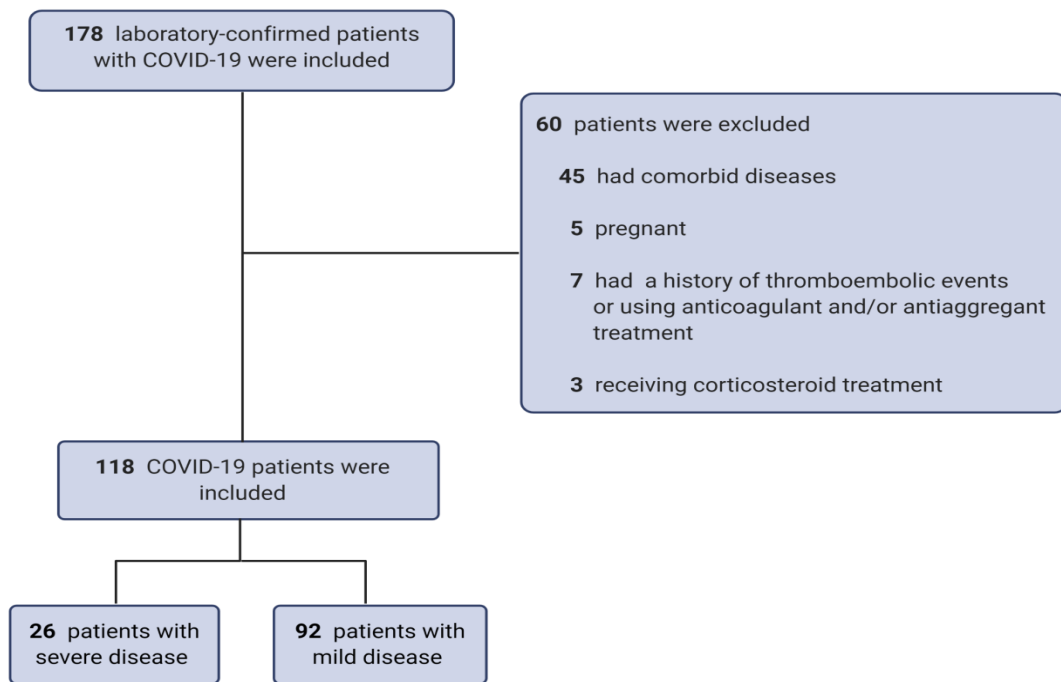 178 laboratory-confirmed patients
with COVID-19 were included
60 patients were excluded
45 had comorbid diseases
5 pregnant
7 had a history of thromboembolic events
or using anticoagulant and/or antiaggregant
treatment
3 receiving corticosteroid treatment
118 COVID-19 patients were
included
26 patients with
severe disease
92 patients with
mild disease